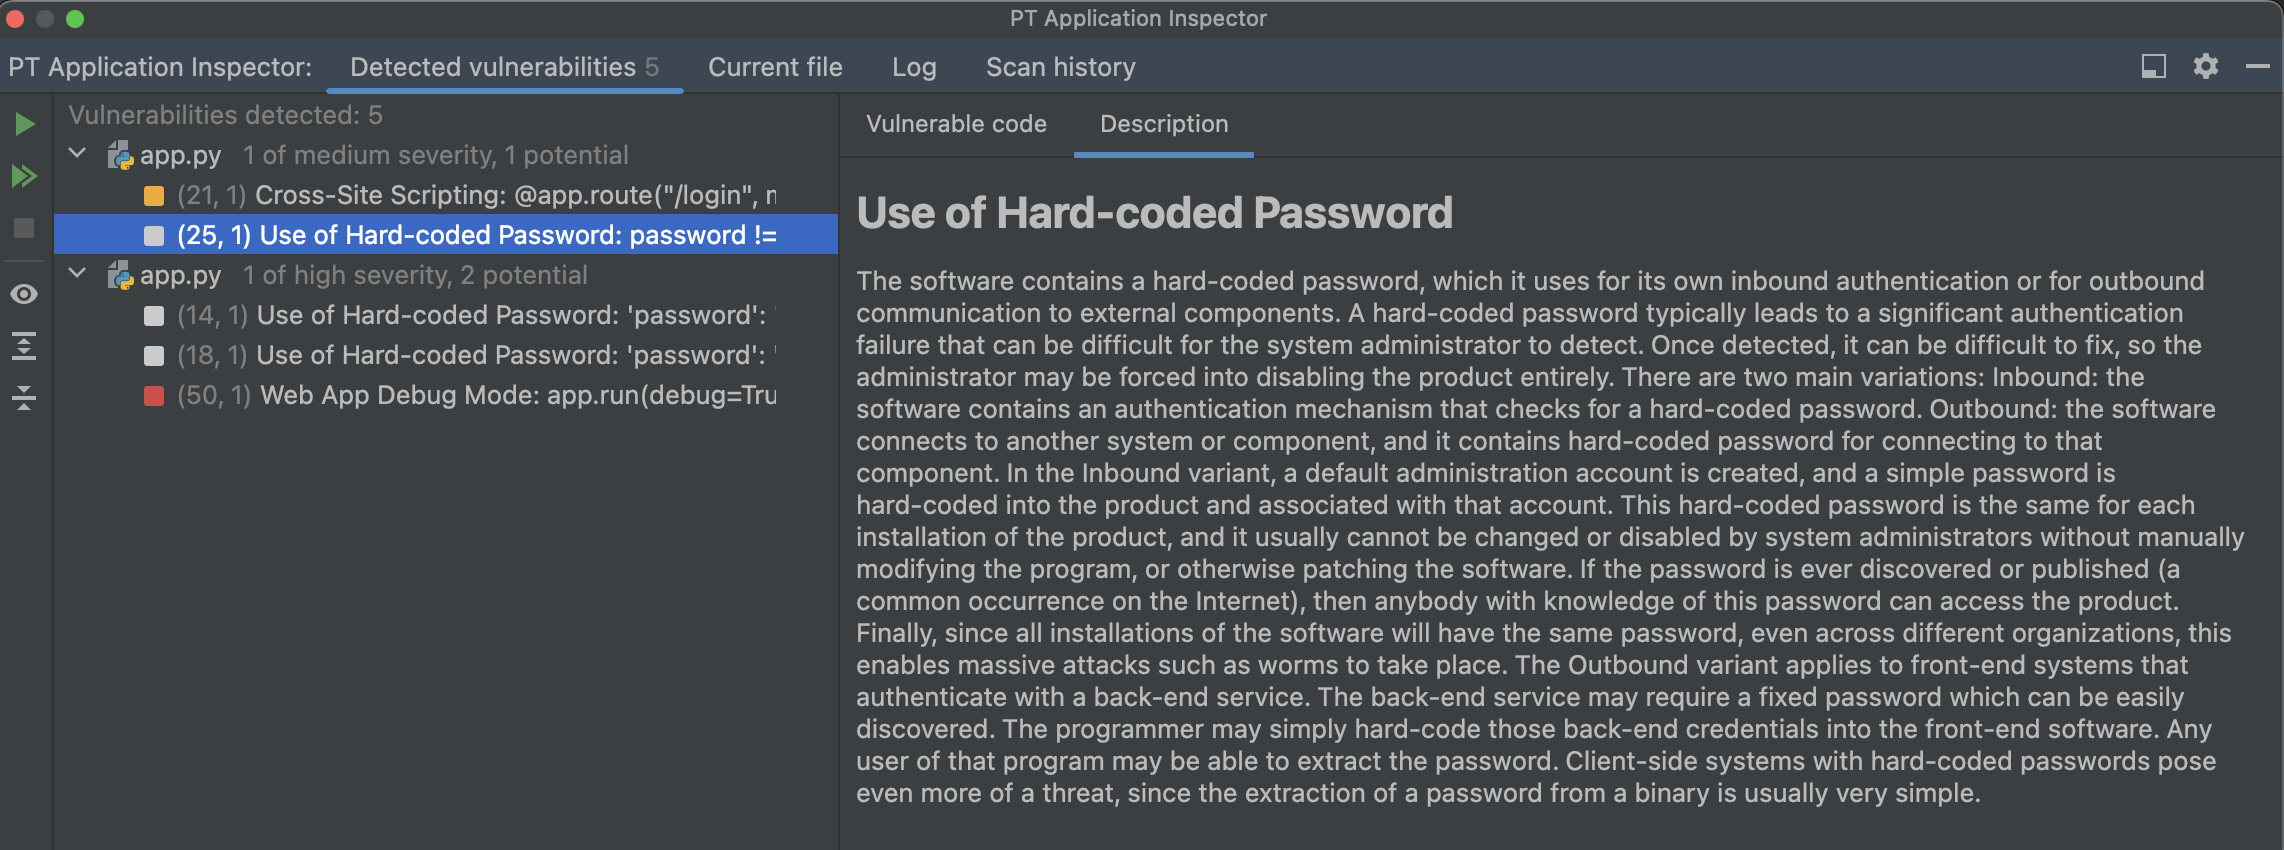 PT Application Inspector
PT Application Inspector: Detected vulnerabilities 5 Current file Log Scan history
Vulnerabilities detected: 5
app.py 1 of medium severity, 1 potential
(21, 1) Cross-Site Scripting: @app.route("/login", n
(25, 1) Use of Hard-coded Password: password !=
app.py 1 of high severity, 2 potential
(14, 1) Use of Hard-coded Password: 'password': '
(18, 1) Use of Hard-coded Password: 'password': '
(50, 1) Web App Debug Mode: app.run(debug=Tru
Vulnerable code Description
Use of Hard-coded Password
The software contains a hard-coded password, which it uses for its own inbound authentication or for outbound
communication to external components. A hard-coded password typically leads to a significant authentication
failure that can be difficult for the system administrator to detect. Once detected, it can be difficult to fix, so the
administrator may be forced into disabling the product entirely. There are two main variations: Inbound: the
software contains an authentication mechanism that checks for a hard-coded password. Outbound: the software
connects to another system or component, and it contains hard-coded password for connecting to that
component. In the Inbound variant, a default administration account is created, and a simple password is
hard-coded into the product and associated with that account. This hard-coded password is the same for each
installation of the product, and it usually cannot be changed or disabled by system administrators without manually
modifying the program, or otherwise patching the software. If the password is ever discovered or published (a
common occurrence on the Internet), then anybody with knowledge of this password can access the product.
Finally, since all installations of the software will have the same password, even across different organizations, this
enables massive attacks such as worms to take place. The Outbound variant applies to front-end systems that
authenticate with a back-end service. The back-end service may require a fixed password which can be easily
discovered. The programmer may simply hard-code those back-end credentials into the front-end software. Any
user of that program may be able to extract the password. Client-side systems with hard-coded passwords pose
even more of a threat, since the extraction of a password from a binary is usually very simple.